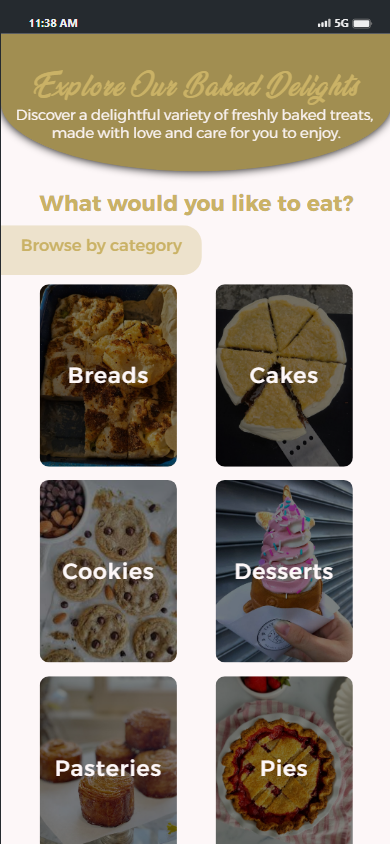 11:38 AM
5G
Explore Our Baked Delights
Discover a delightful variety of freshly baked treats,
made with love and care for you to enjoy.
What would you like to eat?
Browse by category
Breads
Cakes
Cookies
Desserts
Pasteries
Pies